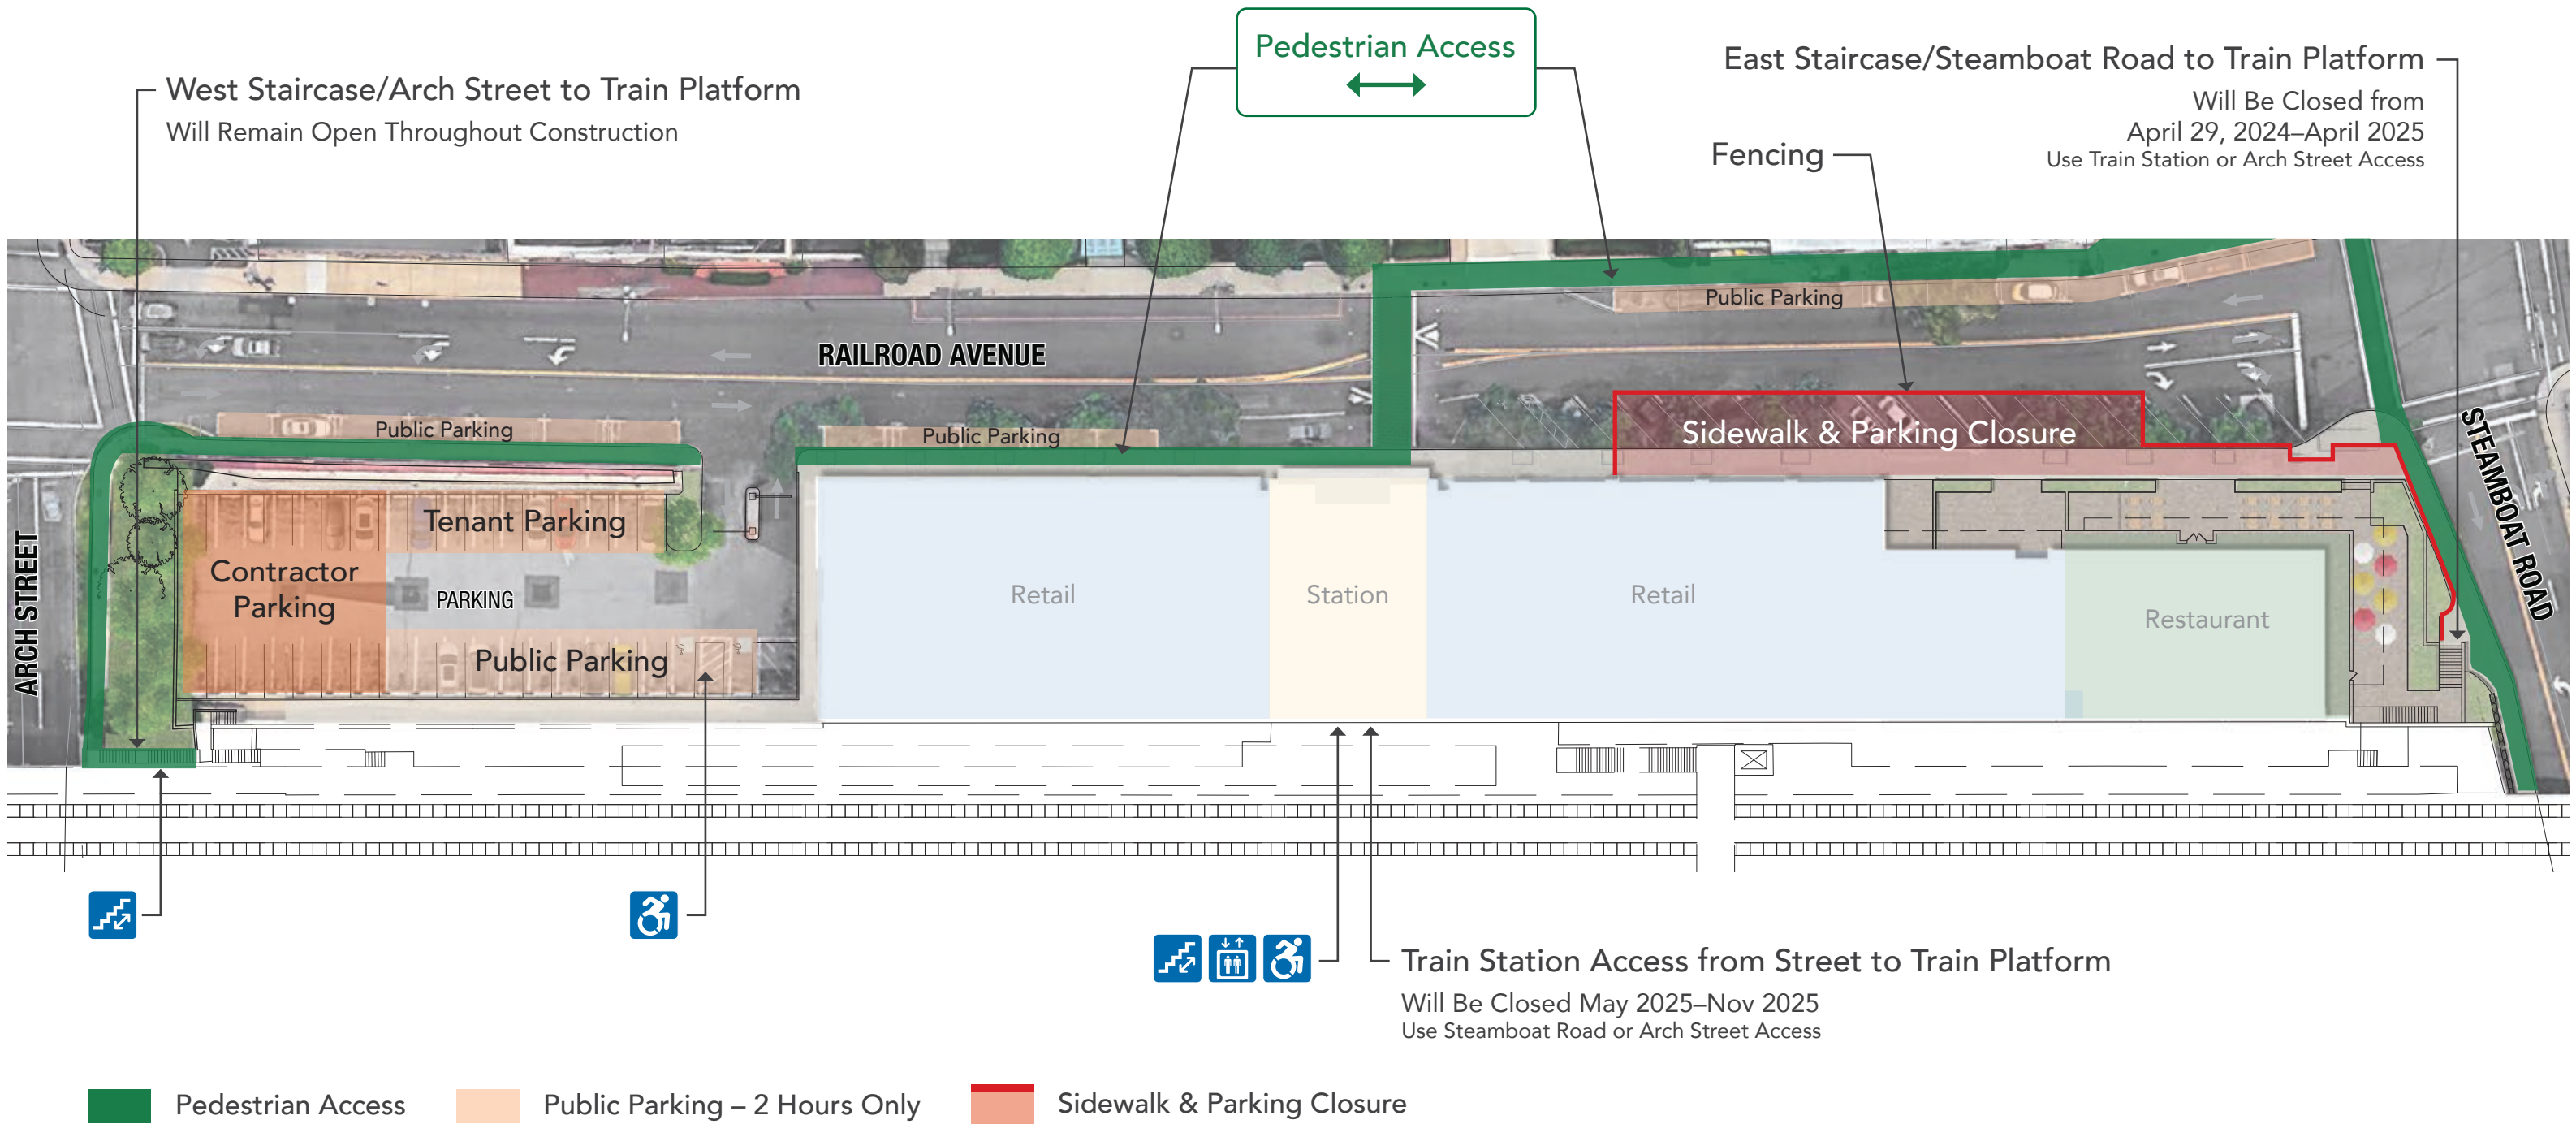 Pedestrian Access
West Staircase/Arch Street to Train Platform
Will Remain Open Throughout Construction
East Staircase/Steamboat Road to Train Platform
Will Be Closed from
April 29, 2024–April 2025
Use Train Station or Arch Street Access
Fencing
Public Parking
RAILROAD AVENUE
Public Parking
Public Parking
Sidewalk & Parking Closure
STEAMBOAT ROAD
ARCH STREET
Tenant Parking
Contractor
Parking
PARKING
Public Parking
Retail
Station
Retail
Restaurant
Train Station Access from Street to Train Platform
Will Be Closed May 2025–Nov 2025
Use Steamboat Road or Arch Street Access
Pedestrian Access
Public Parking – 2 Hours Only
Sidewalk & Parking Closure